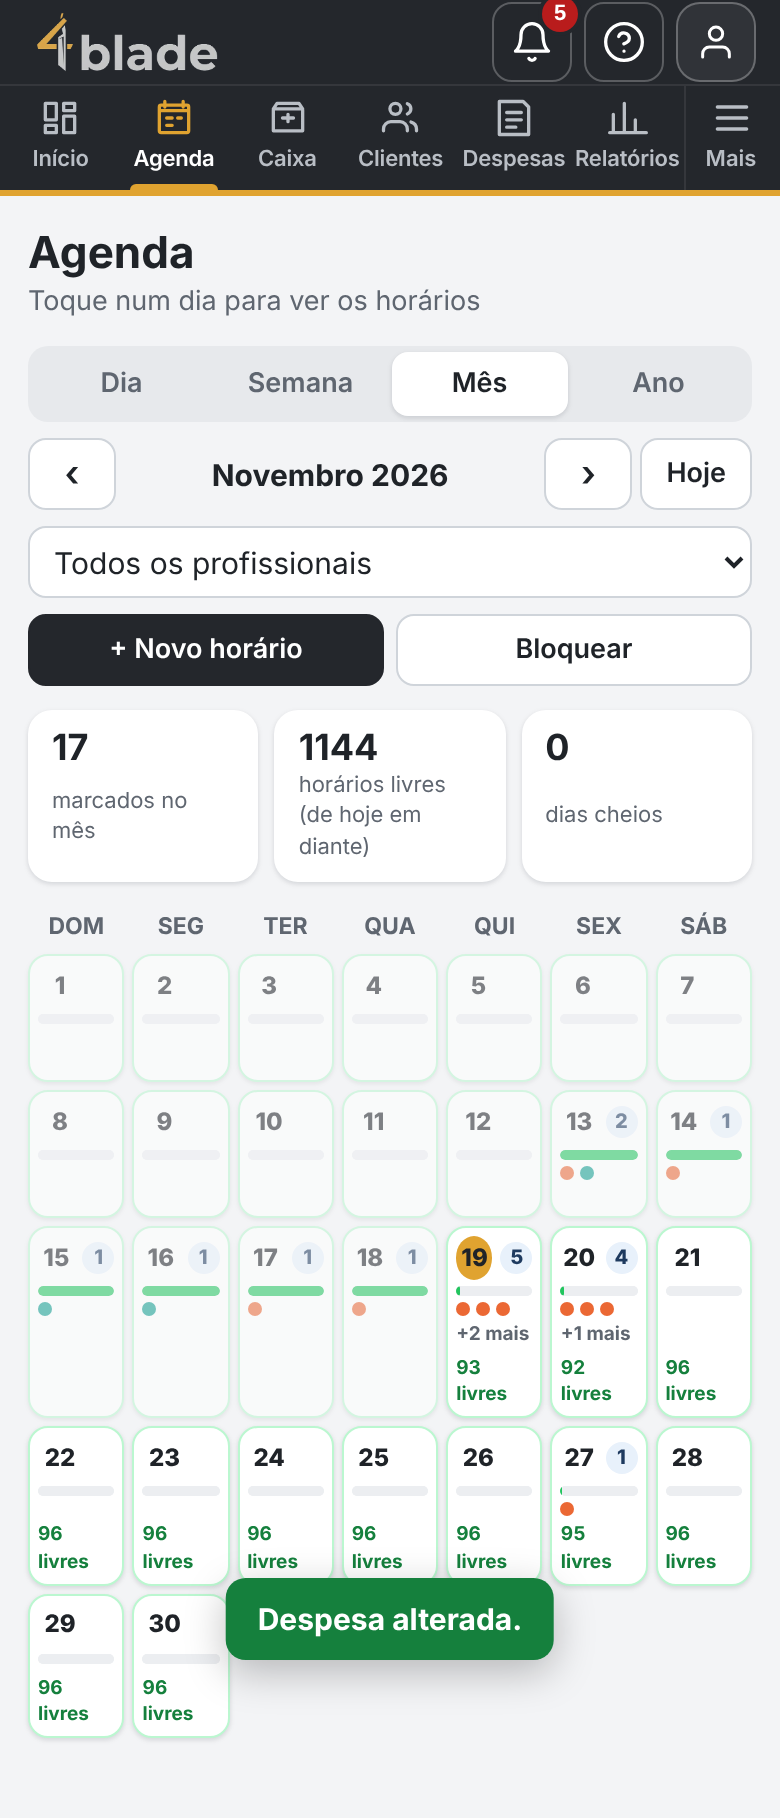 4blade
5
Início
Agenda
Caixa
Clientes
Despesas
Relatórios
Mais
Agenda
Toque num dia para ver os horários
Dia
Semana
Mês
Ano
‹
Novembro 2026
›
Hoje
Todos os profissionais
+ Novo horário
Bloquear
17
marcados no
mês
1144
horários livres
(de hoje em
diante)
0
dias cheios
DOM SEG TER QUA QUI SEX SÁB
1 2 3 4 5 6 7
8 9 10 11 12 13 2 14 1
15 1 16 1 17 1 18 1 19 5 20 4 21
+2 mais +1 mais
93 92 96
livres livres livres
22 23 24 25 26 27 1 28
96 96 96 96 96 95 96
livres livres livres livres livres livres livres
29 30
Despesa alterada.
96 96
livres livres